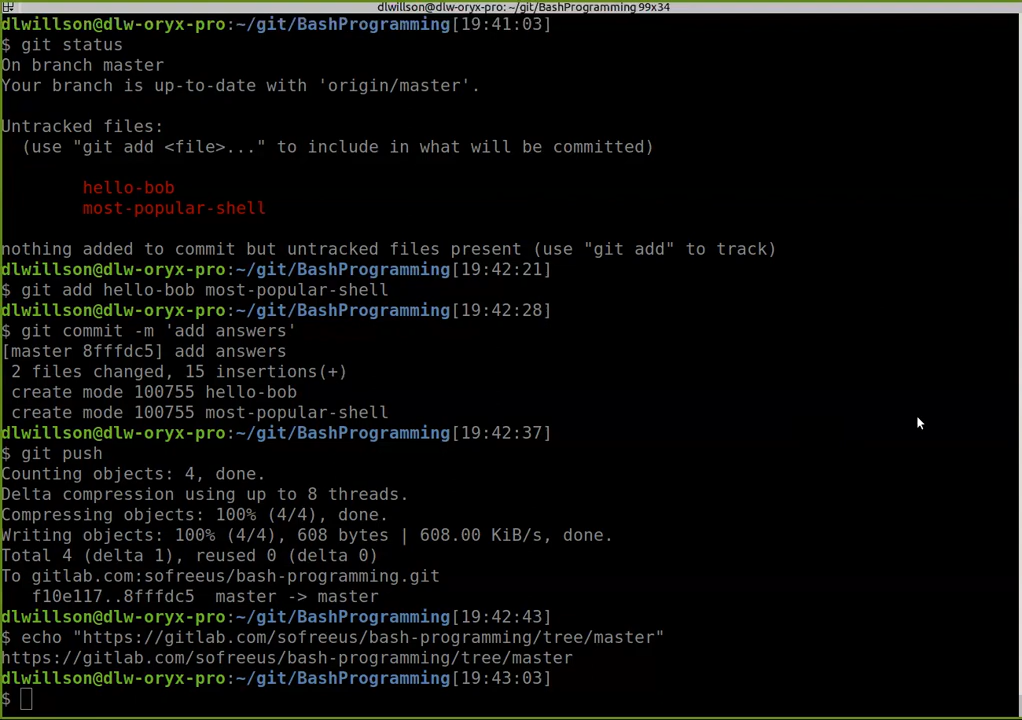 dlwillson@dlw-oryx-pro: ~/git/BashProgramming 99x34
dlwillson@dlw-oryx-pro:~/git/BashProgramming[19:41:03]
$ git status
On branch master
Your branch is up-to-date with 'origin/master'.
Untracked files:
  (use "git add <file>..." to include in what will be committed)
        hello-bob
        most-popular-shell
nothing added to commit but untracked files present (use "git add" to track)
dlwillson@dlw-oryx-pro:~/git/BashProgramming[19:42:21]
$ git add hello-bob most-popular-shell
dlwillson@dlw-oryx-pro:~/git/BashProgramming[19:42:28]
$ git commit -m 'add answers'
[master 8fffdc5] add answers
 2 files changed, 15 insertions(+)
 create mode 100755 hello-bob
 create mode 100755 most-popular-shell
dlwillson@dlw-oryx-pro:~/git/BashProgramming[19:42:37]
$ git push
Counting objects: 4, done.
Delta compression using up to 8 threads.
Compressing objects: 100% (4/4), done.
Writing objects: 100% (4/4), 608 bytes | 608.00 KiB/s, done.
Total 4 (delta 1), reused 0 (delta 0)
To gitlab.com:sofreeus/bash-programming.git
   f10e117..8fffdc5  master -> master
dlwillson@dlw-oryx-pro:~/git/BashProgramming[19:42:43]
$ echo "https://gitlab.com/sofreeus/bash-programming/tree/master"
https://gitlab.com/sofreeus/bash-programming/tree/master
dlwillson@dlw-oryx-pro:~/git/BashProgramming[19:43:03]
$